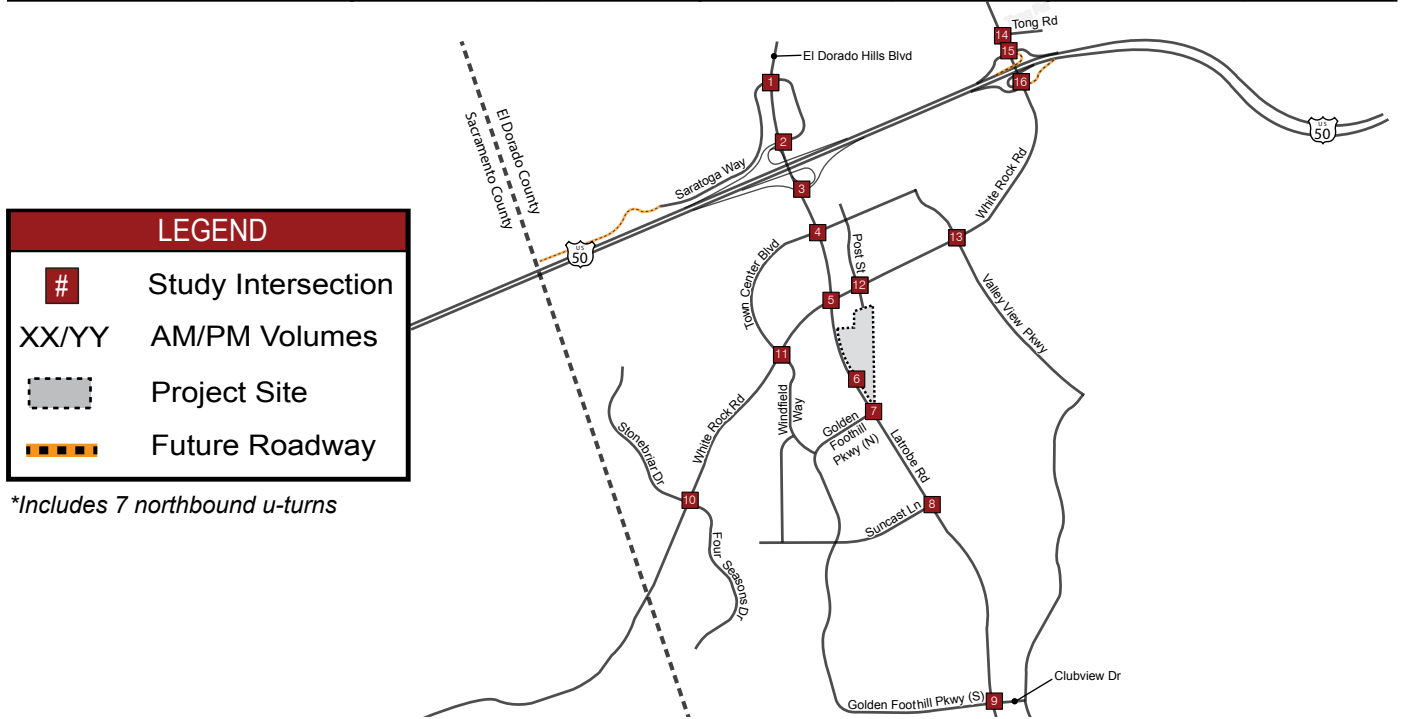 Tong Rd
14
15
El Dorado Hills Blvd
1
16
US
50
2
El Dorado County
Sacramento County
Saratoga Way
3
White Rock Rd
LEGEND
# Study Intersection
XX/YY AM/PM Volumes
Project Site
Future Roadway
*Includes 7 northbound u-turns
US
50
4
Post St
13
Town Center Blvd
12
5
Valley View Pkwy
11
6
Windfield
Way
7
Golden
Foothill
Pkwy (N)
White Rock Rd
Stonebriar Dr
Latrobe Rd
10
8
Suncast Ln
Four Seasons Dr
Clubview Dr
Golden Foothill Pkwy (S)
9